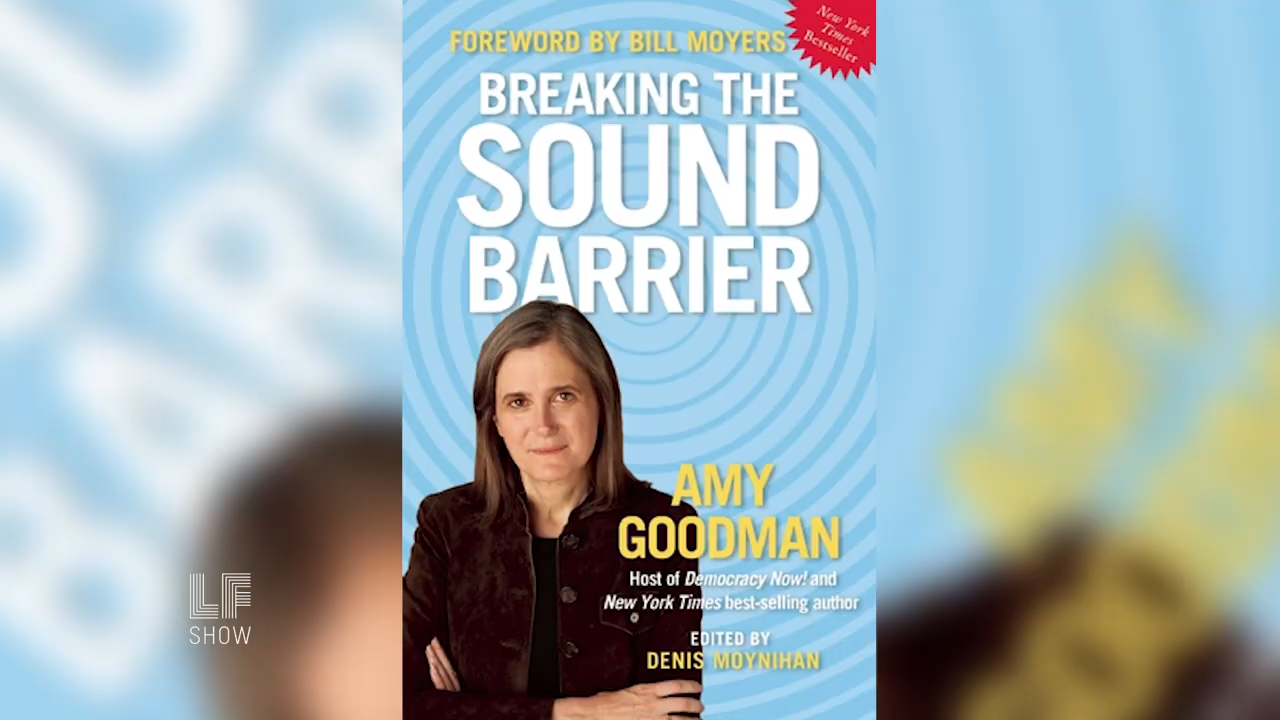 FOREWORD BY BILL MOYERS
New York
Times
Bestseller
BREAKING THE
SOUND
BARRIER
AMY
GOODMAN
Host of Democracy Now! and
New York Times best-selling author
EDITED BY
DENIS MOYNIHAN
LF
SHOW